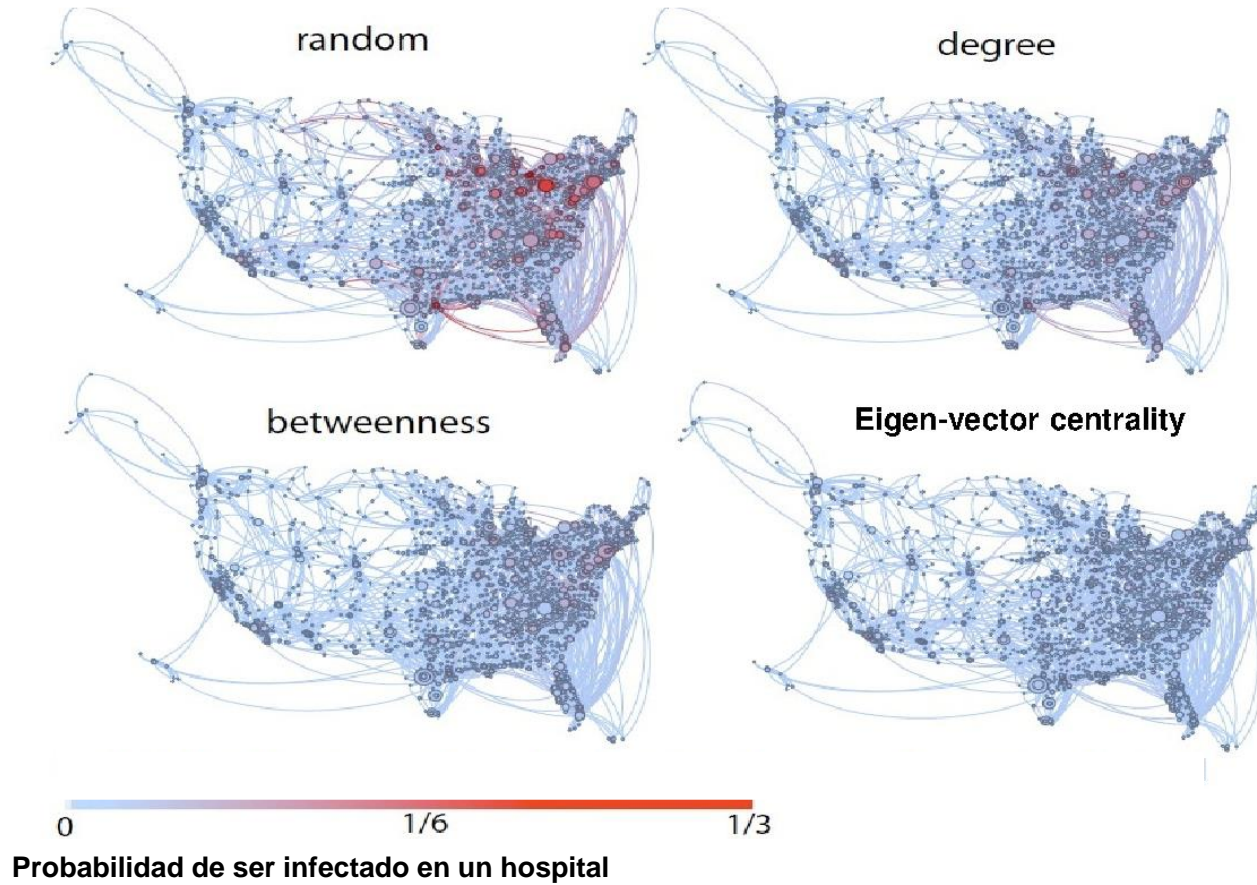 random
degree
betweenness
Eigen-vector centrality
0
1/6
1/3
Probabilidad de ser infectado en un hospital